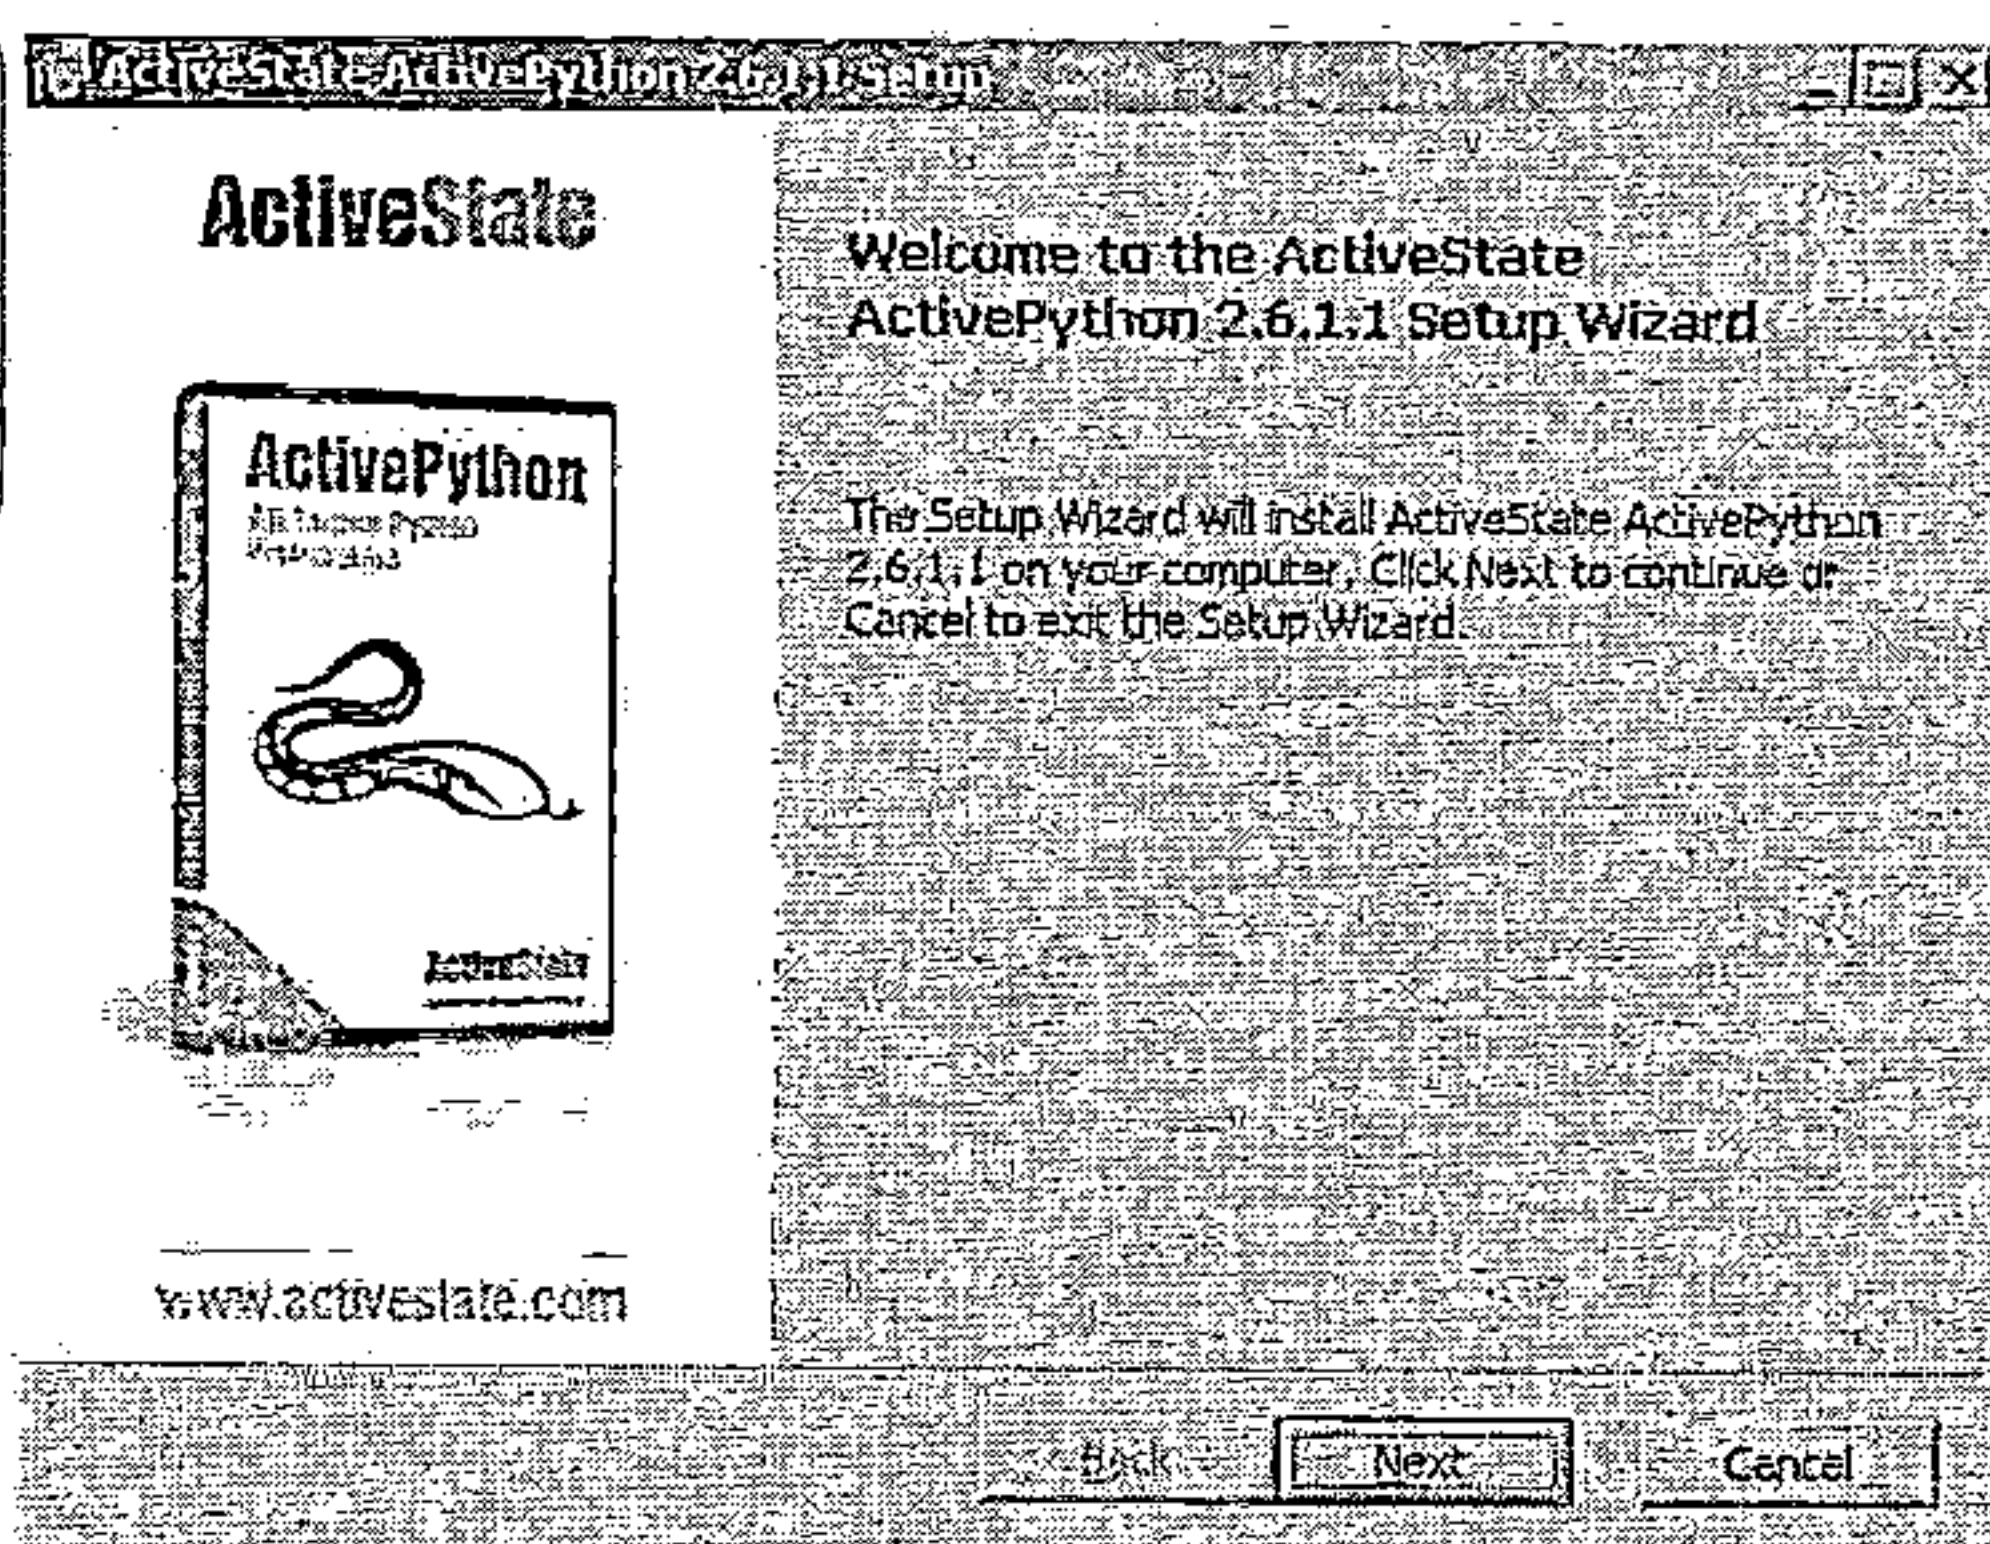 ActiveState ActivePython 2.6.1.1 Setup
ActiveState
ActivePython
ActiveState
www.activestate.com
Welcome to the ActiveState
ActivePython 2.6.1.1 Setup Wizard
The Setup Wizard will install ActiveState ActivePython
2.6.1.1 on your computer. Click Next to continue or
Cancel to exit the Setup Wizard.
Back
Next
Cancel